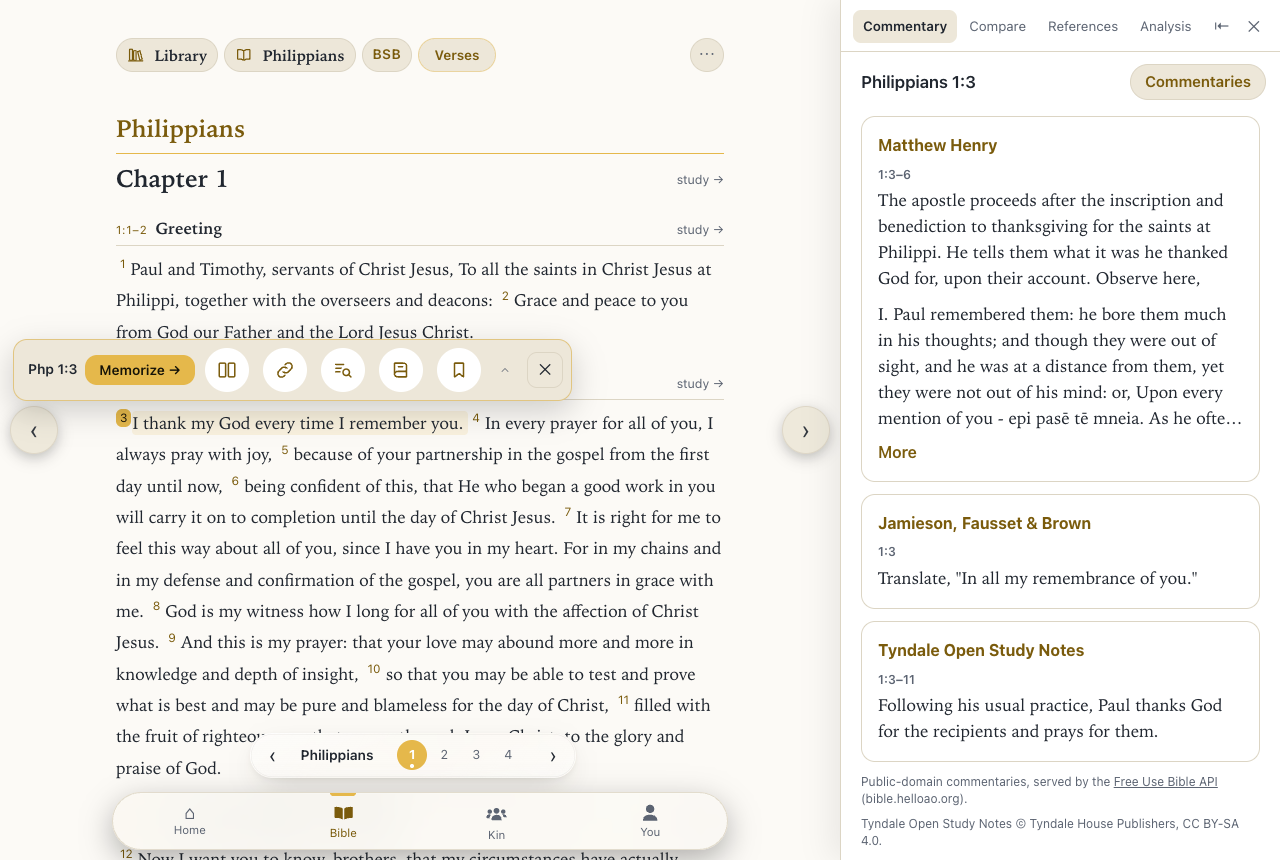 Library
Philippians
BSB
Verses
...
Philippians
Chapter 1
study →
1:1–2 Greeting
study →
1 Paul and Timothy, servants of Christ Jesus, To all the saints in Christ Jesus at
Philippi, together with the overseers and deacons: 2 Grace and peace to you
from God our Father and the Lord Jesus Christ.
Php 1:3
Memorize →
study →
3 I thank my God every time I remember you. 4 In every prayer for all of you, I
always pray with joy, 5 because of your partnership in the gospel from the first
day until now, 6 being confident of this, that He who began a good work in you
will carry it on to completion until the day of Christ Jesus. 7 It is right for me to
feel this way about all of you, since I have you in my heart. For in my chains and
in my defense and confirmation of the gospel, you are all partners in grace with
me. 8 God is my witness how I long for all of you with the affection of Christ
Jesus. 9 And this is my prayer: that your love may abound more and more in
knowledge and depth of insight, 10 so that you may be able to test and prove
what is best and may be pure and blameless for the day of Christ, 11 filled with
the fruit of to the glory and
praise of God.
‹ Philippians 1 2 3 4 ›
Home
Bible
Kin
You
12 Now I want you to know, brothers, that my circumstances have actually
Commentary
Compare
References
Analysis
Philippians 1:3
Commentaries
Matthew Henry
1:3–6
The apostle proceeds after the inscription and
benediction to thanksgiving for the saints at
Philippi. He tells them what it was he thanked
God for, upon their account. Observe here,
I. Paul remembered them: he bore them much
in his thoughts; and though they were out of
sight, and he was at a distance from them, yet
they were not out of his mind: or, Upon every
mention of you - epi pasē tē mneia. As he ofte…
More
Jamieson, Fausset & Brown
1:3
Translate, "In all my remembrance of you."
Tyndale Open Study Notes
1:3–11
Following his usual practice, Paul thanks God
for the recipients and prays for them.
Public-domain commentaries, served by the Free Use Bible API
(bible.helloao.org).
Tyndale Open Study Notes © Tyndale House Publishers, CC BY-SA
4.0.